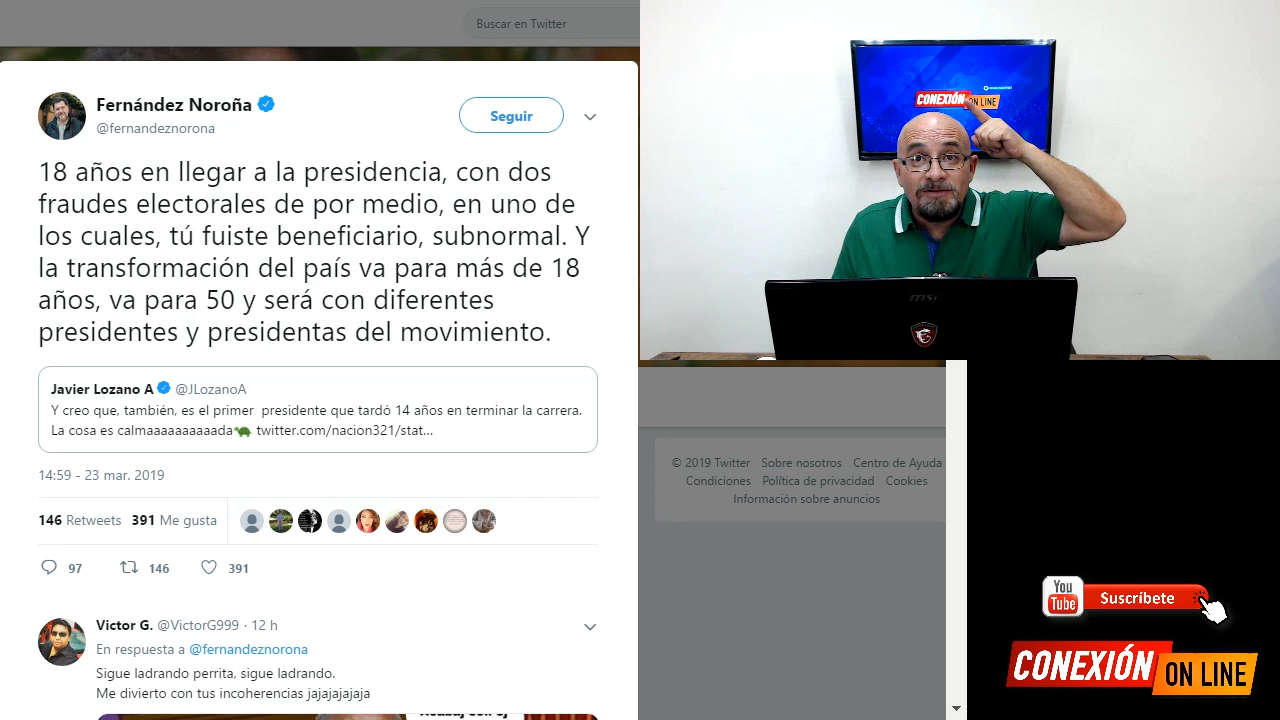 Buscar en Twitter
Fernández Noroña
@fernandeznorona
Seguir
18 años en llegar a la presidencia, con dos
fraudes electorales de por medio, en uno de
los cuales, tú fuiste beneficiario, subnormal. Y
la transformación del país va para más de 18
años, va para 50 y será con diferentes
presidentes y presidentas del movimiento.
Javier Lozano A @JLozanoA
Y creo que, también, es el primer presidente que tardó 14 años en terminar la carrera.
La cosa es calmaaaaaaaaaada🐢 twitter.com/nacion321/stat...
14:59 - 23 mar. 2019
146 Retweets 391 Me gusta
97 146 391
Victor G. @VictorG999 · 12 h
En respuesta a @fernandeznorona
Sigue ladrando perrita, sigue ladrando.
Me divierto con tus incoherencias jajajajajaja
CONEXIÓN ON LINE
msi
© 2019 Twitter Sobre nosotros Centro de Ayuda
Condiciones Política de privacidad Cookies
Información sobre anuncios
You
Tube
Suscríbete
CONEXIÓN
ON LINE